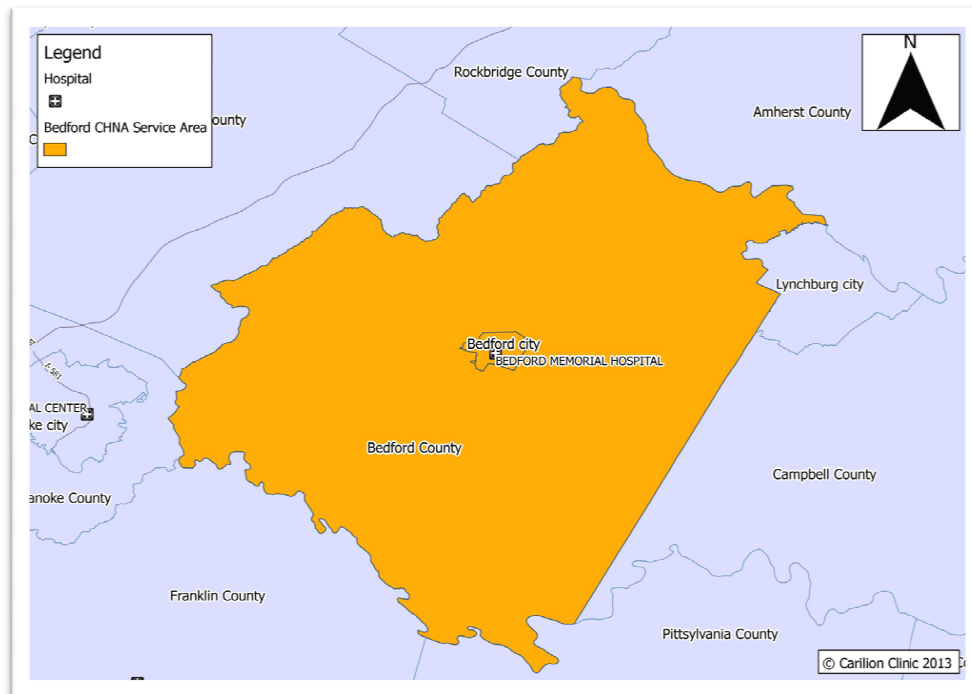 Legend
Hospital
Bedford CHNA Service Area
N
Rockbridge County
Amherst County
ounty
Lynchburg city
Bedford city
BEDFORD MEMORIAL HOSPITAL
I-581
AL CENTER
ke city
Bedford County
Campbell County
anoke County
Franklin County
Pittsylvania County
© Carilion Clinic 2013